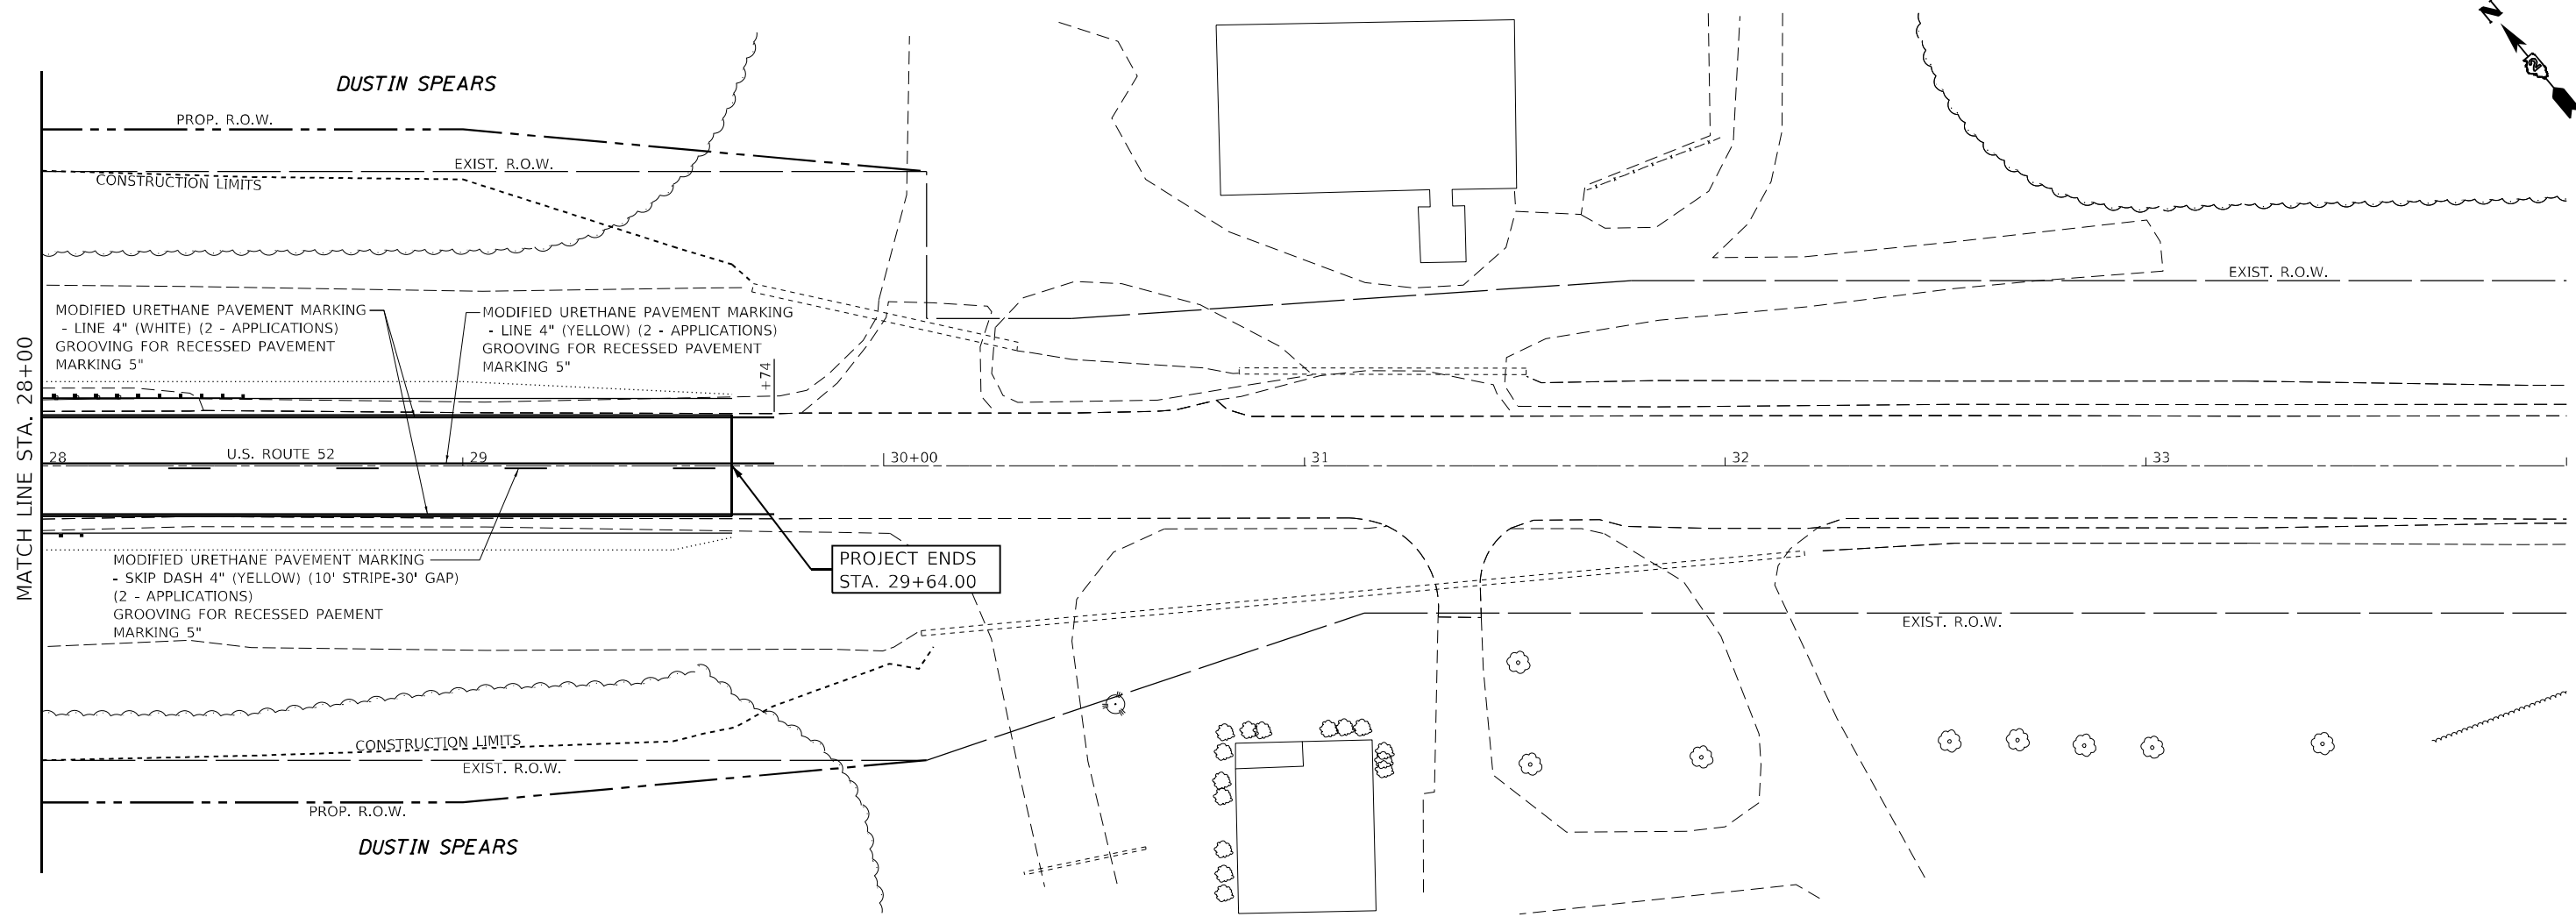 N
2
DUSTIN SPEARS
PROP. R.O.W.
EXIST. R.O.W.
CONSTRUCTION LIMITS
EXIST. R.O.W.
MATCH LINE STA. 28+00
MODIFIED URETHANE PAVEMENT MARKING
- LINE 4" (WHITE) (2 - APPLICATIONS)
GROOVING FOR RECESSED PAVEMENT
MARKING 5"
MODIFIED URETHANE PAVEMENT MARKING
- LINE 4" (YELLOW) (2 - APPLICATIONS)
GROOVING FOR RECESSED PAVEMENT
MARKING 5"
+74
28
U.S. ROUTE 52
29
30+00
31
32
33
MODIFIED URETHANE PAVEMENT MARKING
- SKIP DASH 4" (YELLOW) (10' STRIPE-30' GAP)
(2 - APPLICATIONS)
GROOVING FOR RECESSED PAEMENT
MARKING 5"
PROJECT ENDS
STA. 29+64.00
EXIST. R.O.W.
CONSTRUCTION LIMITS
EXIST. R.O.W.
PROP. R.O.W.
DUSTIN SPEARS